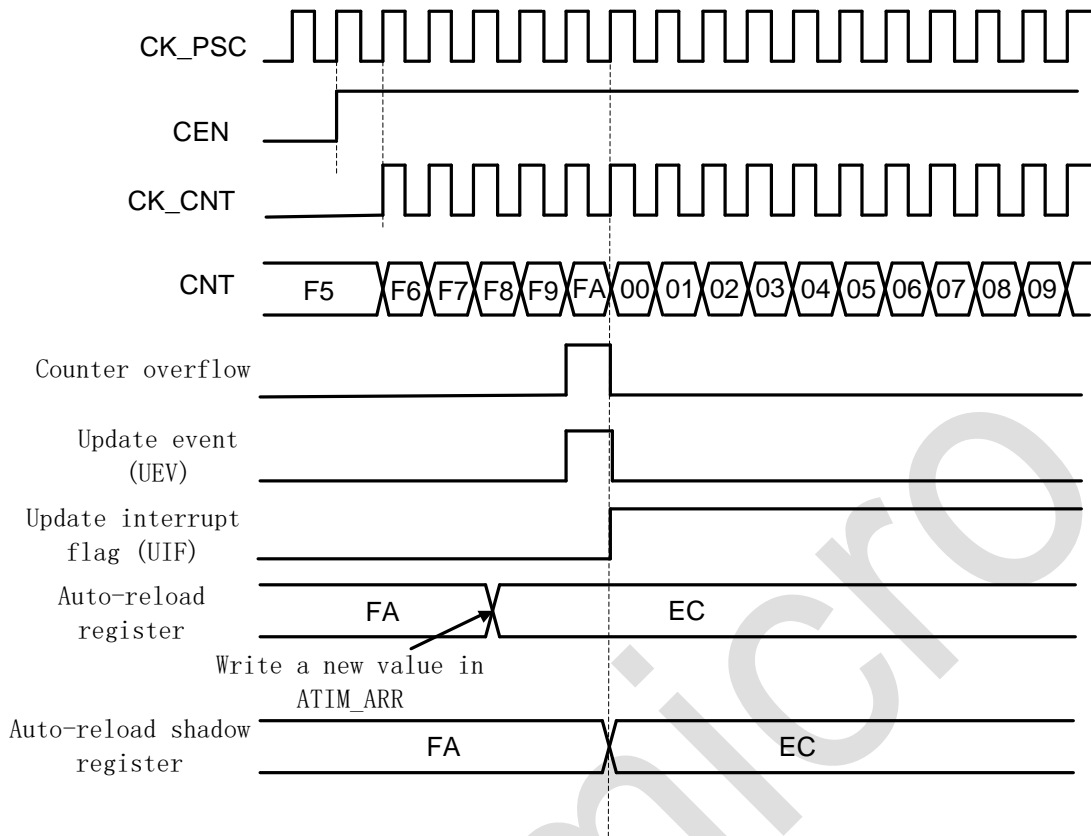 CK_PSC
CEN
CK_CNT
CNT F5 F6 F7 F8 F9 FA 00 01 02 03 04 05 06 07 08 09
Counter overflow
Update event
(UEV)
Update interrupt
flag (UIF)
Auto-reload
register
FA EC
Write a new value in
ATIM_ARR
Auto-reload shadow
register
FA EC
micro